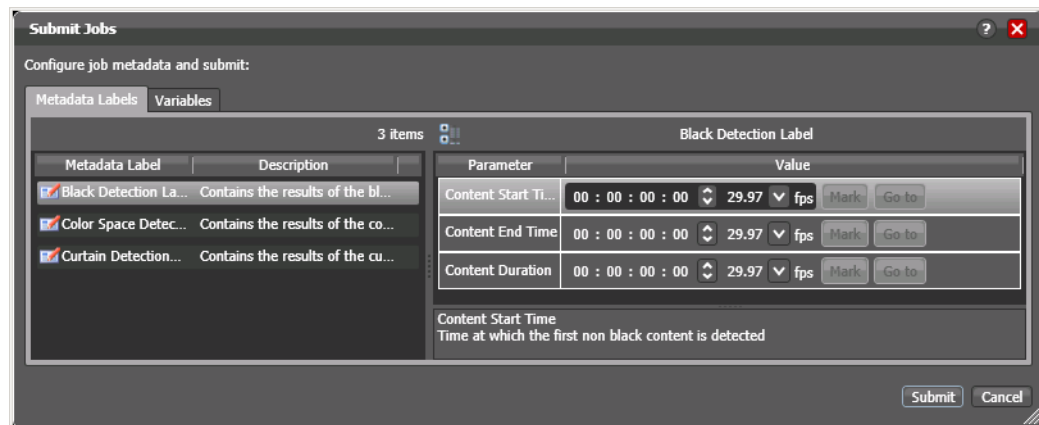 Submit Jobs ?
Configure job metadata and submit:
Metadata Labels Variables
3 items Black Detection Label
Metadata Label Description Parameter Value
Black Detection La... Contains the results of the bl... Content Start Ti... 00 : 00 : 00 : 00 29.97 fps Mark Go to
Color Space Detec... Contains the results of the co... Content End Time 00 : 00 : 00 : 00 29.97 fps Mark Go to
Curtain Detection... Contains the results of the cu... Content Duration 00 : 00 : 00 : 00 29.97 fps Mark Go to
Content Start Time
Time at which the first non black content is detected
Submit Cancel